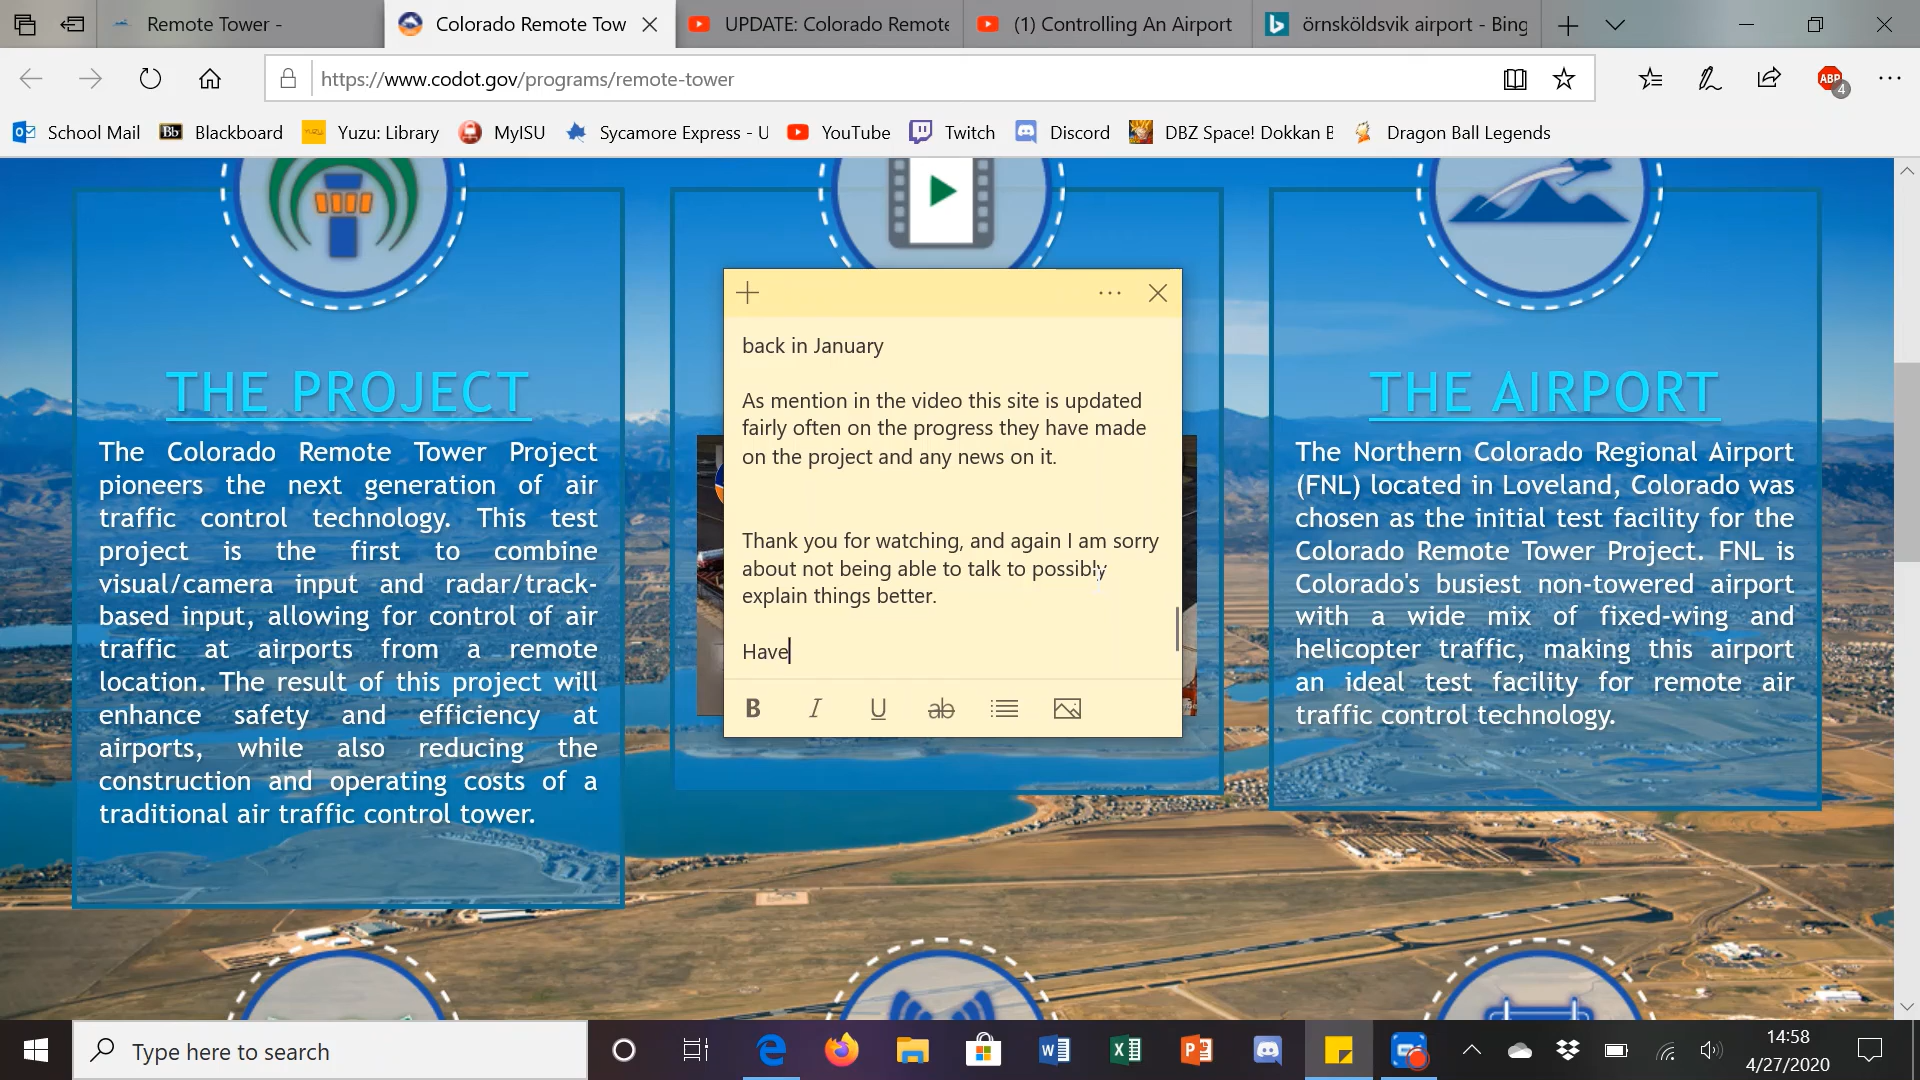 Remote Tower -
Colorado Remote Tow
UPDATE: Colorado Remote
(1) Controlling An Airport
örnsköldsvik airport - Bing
https://www.codot.gov/programs/remote-tower
ABP
4
School Mail
Bb
Blackboard
YUZU
Yuzu: Library
MyISU
Sycamore Express - U
YouTube
Twitch
Discord
DBZ Space! Dokkan B
Dragon Ball Legends
THE PROJECT
The Colorado Remote Tower Project
pioneers the next generation of air
traffic control technology. This test
project is the first to combine
visual/camera input and radar/track-
based input, allowing for control of air
traffic at airports from a remote
location. The result of this project will
enhance safety and efficiency at
airports, while also reducing the
construction and operating costs of a
traditional air traffic control tower.
back in January
As mention in the video this site is updated
fairly often on the progress they have made
on the project and any news on it.
Thank you for watching, and again I am sorry
about not being able to talk to possibly
explain things better.
Have
B I U ab
THE AIRPORT
The Northern Colorado Regional Airport
(FNL) located in Loveland, Colorado was
chosen as the initial test facility for the
Colorado Remote Tower Project. FNL is
Colorado's busiest non-towered airport
with a wide mix of fixed-wing and
helicopter traffic, making this airport
an ideal test facility for remote air
traffic control technology.
Type here to search
14:58
4/27/2020